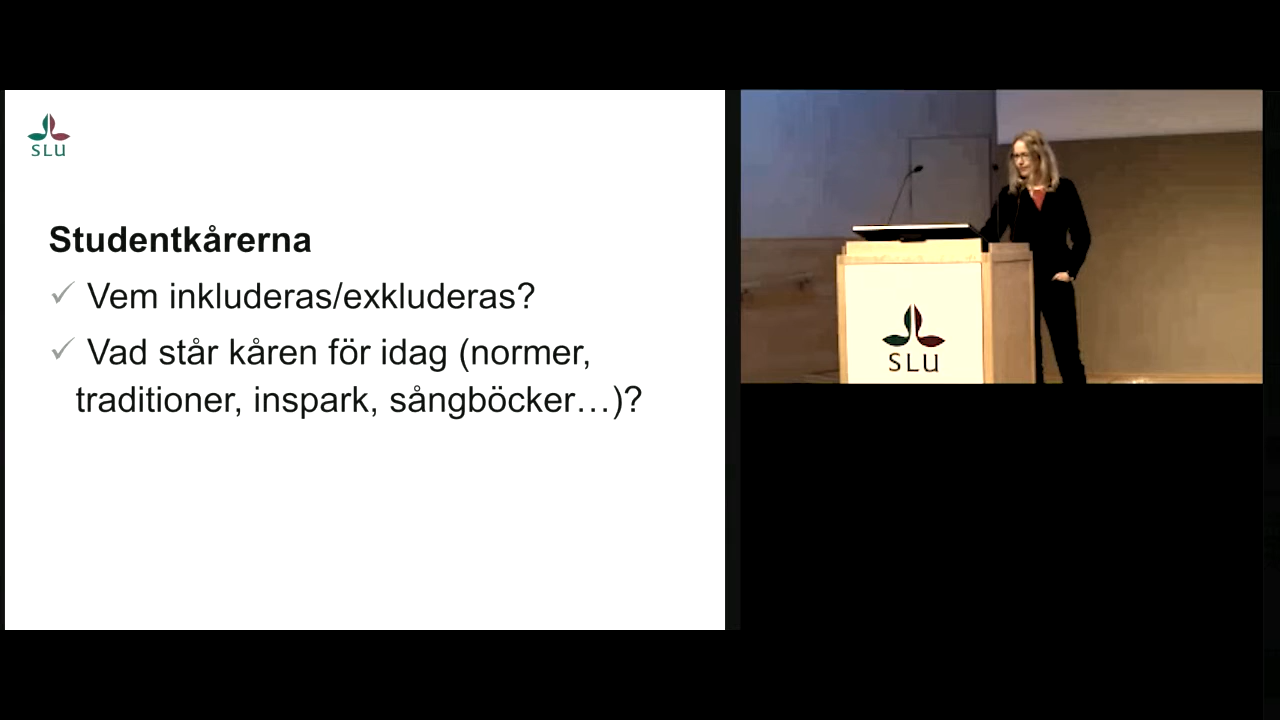 SLU
Studentkårerna
✓ Vem inkluderas/exkluderas?
✓ Vad står kåren för idag (normer,
traditioner, inspark, sångböcker…)?
SLU